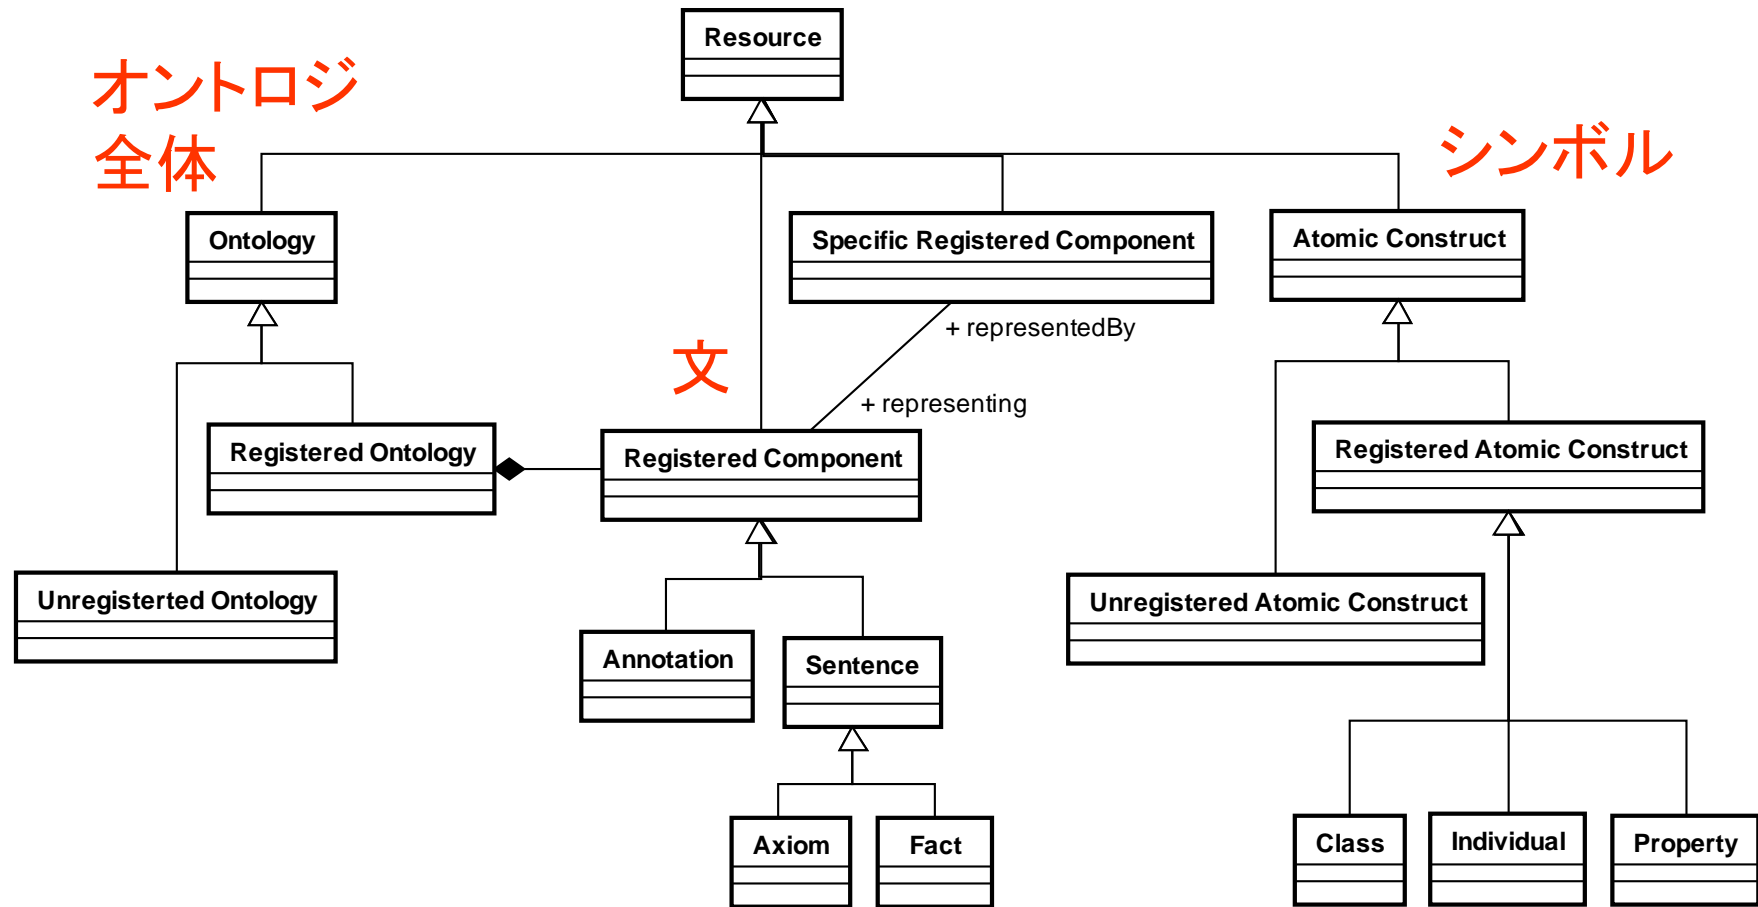 Resource
オントロジ
全体
シンボル
Ontology
Specific Registered Component
Atomic Construct
+ representedBy
文
+ representing
Registered Ontology
Registered Component
Registered Atomic Construct
Unregisterted Ontology
Unregistered Atomic Construct
Annotation
Sentence
Axiom
Fact
Class
Individual
Property